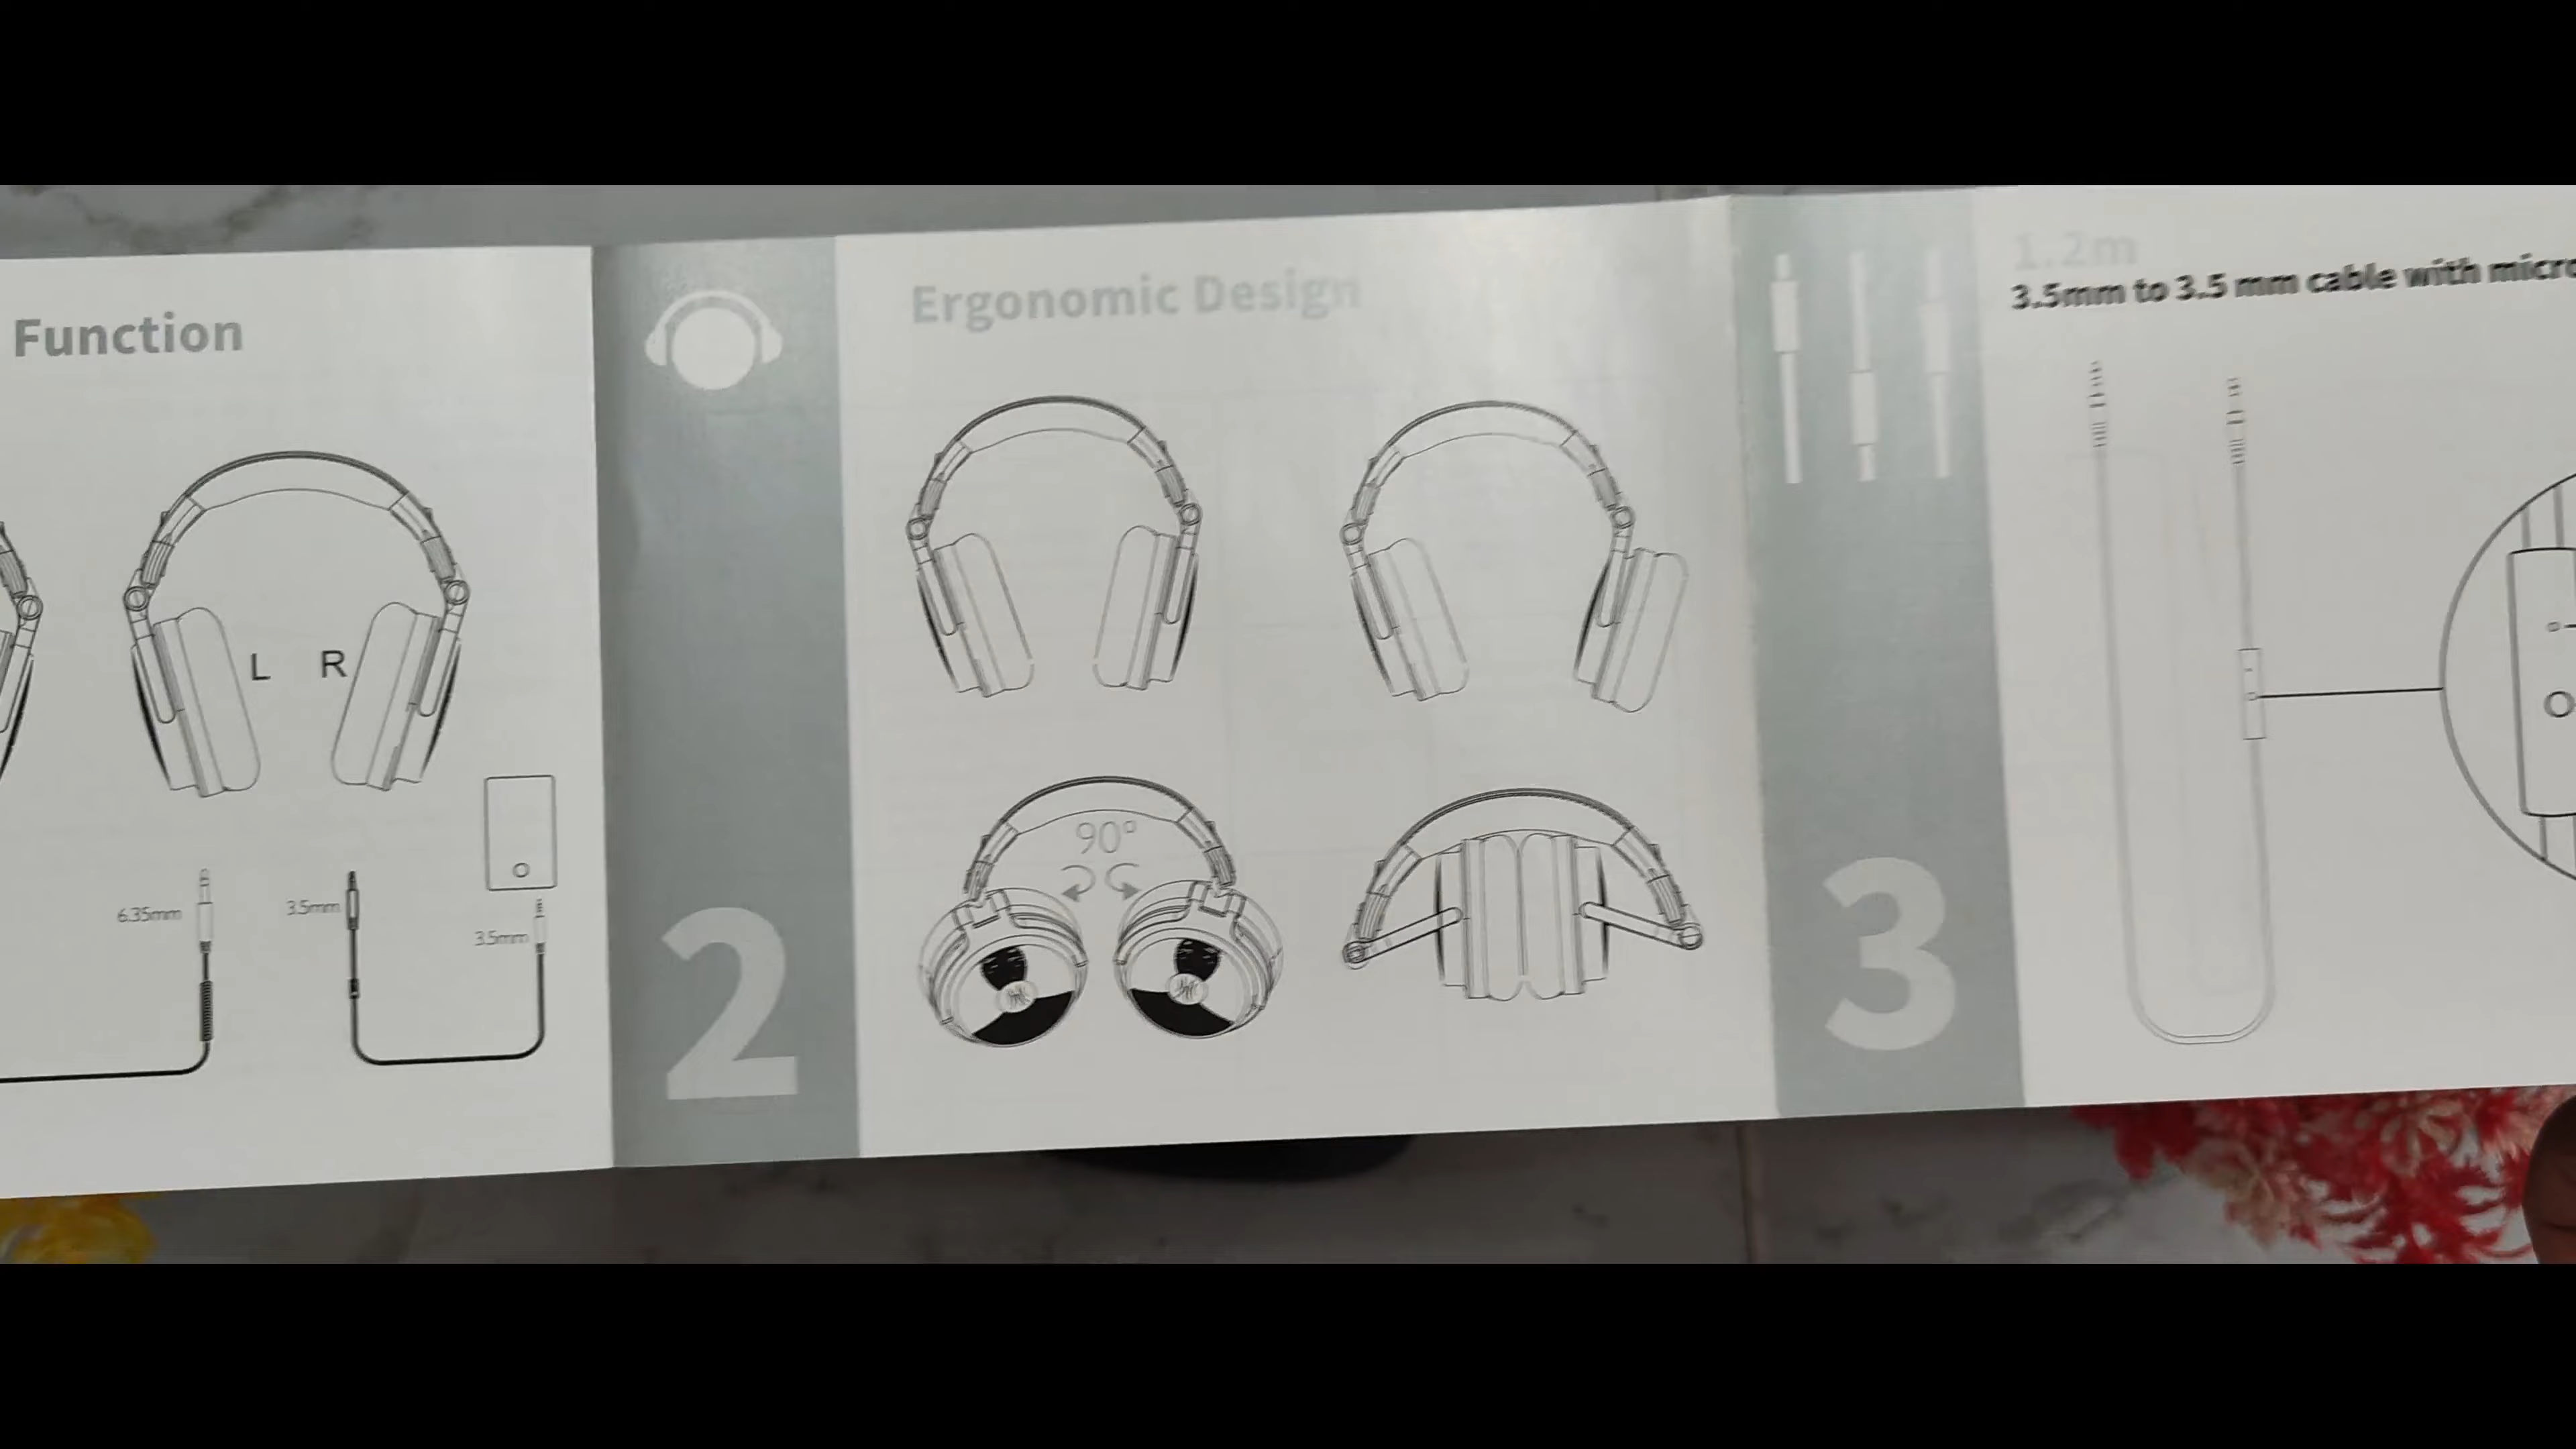 Function
L R
6.35mm
3.5mm
3.5mm
2
Ergonomic Design
90°
3
1.2m
3.5mm to 3.5 mm cable with micro